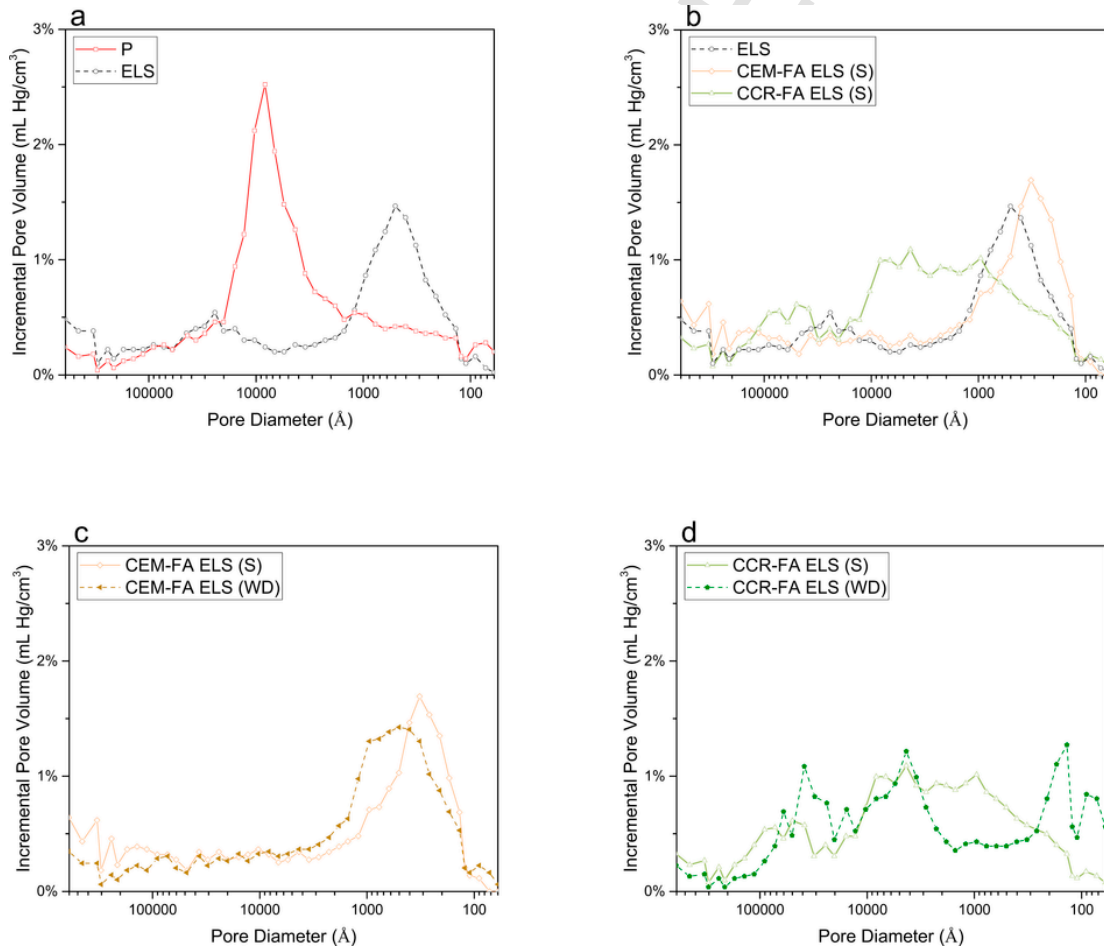 a
3%
2%
1%
0%
P
ELS
100000
10000
1000
100
Incremental Pore Volume (mL Hg/cm³)
Pore Diameter (Å)
b
3%
2%
1%
0%
ELS
CEM-FA ELS (S)
CCR-FA ELS (S)
100000
10000
1000
100
Incremental Pore Volume (mL Hg/cm³)
Pore Diameter (Å)
c
3%
2%
1%
0%
CEM-FA ELS (S)
CEM-FA ELS (WD)
100000
10000
1000
100
Incremental Pore Volume (mL Hg/cm³)
Pore Diameter (Å)
d
3%
2%
1%
0%
CCR-FA ELS (S)
CCR-FA ELS (WD)
100000
10000
1000
100
Incremental Pore Volume (mL Hg/cm³)
Pore Diameter (Å)